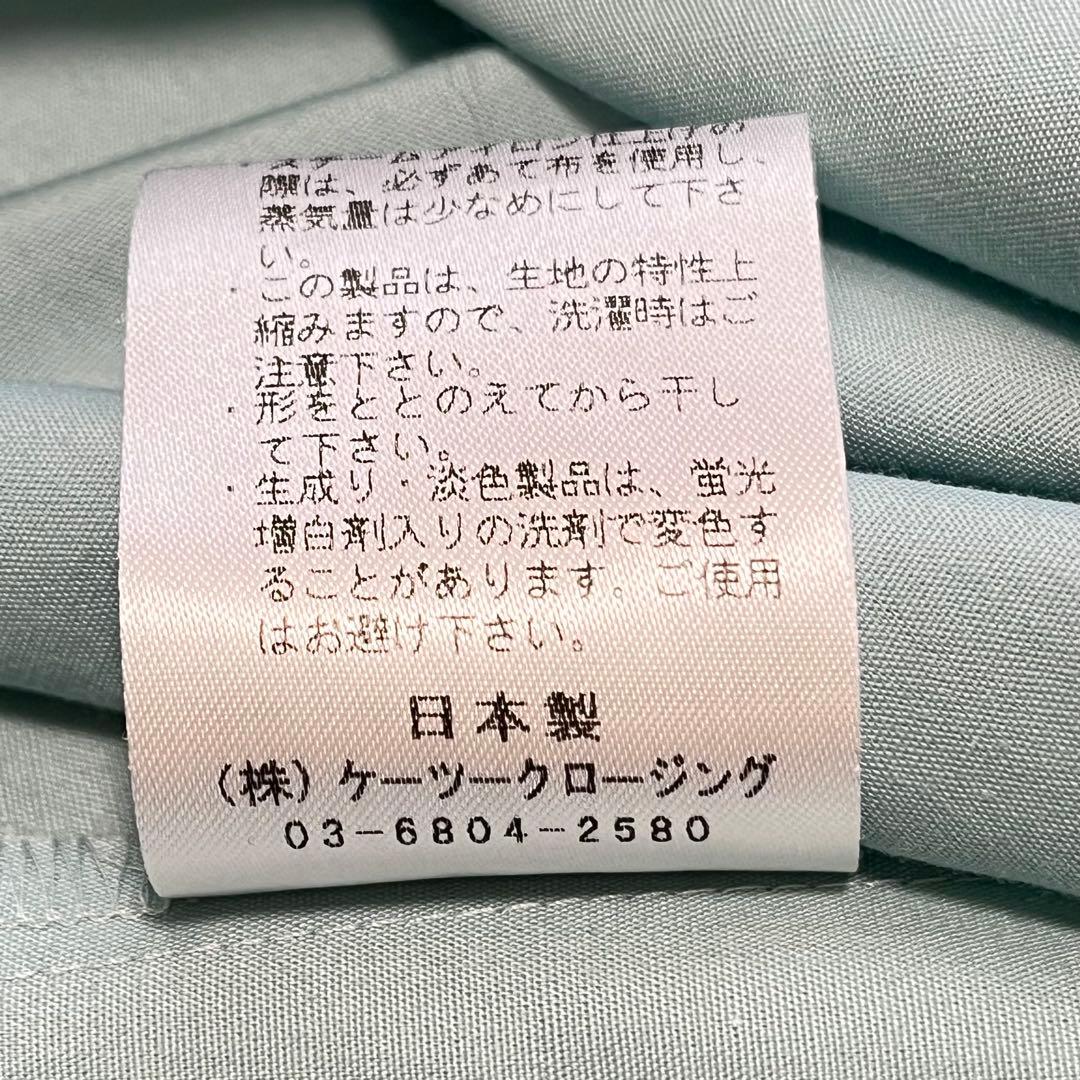 際は、必ずあて布を使用し、
蒸気量は少なめにして下さ
い。
・この製品は、生地の特性上
縮みますので、洗濯時はご
注意下さい。
・形をととのえてから干し
て下さい。
・生成り・淡色製品は、蛍光
増白剤入りの洗剤で変色す
ることがあります。ご使用
はお避け下さい。
日本製
(株)ケーツークロージング
03-6804-2580